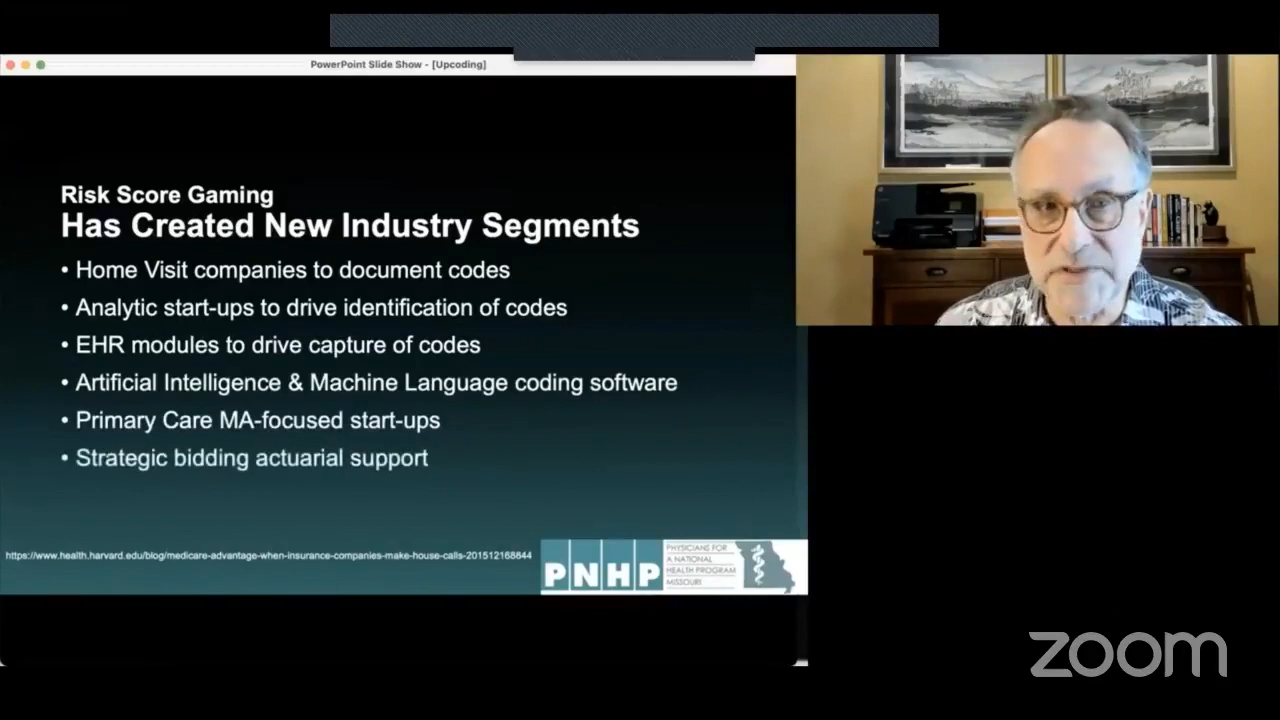 PowerPoint Slide Show - [Upcoding]
Risk Score Gaming
Has Created New Industry Segments
• Home Visit companies to document codes
• Analytic start-ups to drive identification of codes
• EHR modules to drive capture of codes
• Artificial Intelligence & Machine Language coding software
• Primary Care MA-focused start-ups
• Strategic bidding actuarial support
https://www.health.harvard.edu/blog/medicare-advantage-when-insurance-companies-make-house-calls-201512168844
PNHP
PHYSICIANS FOR
A NATIONAL
HEALTH PROGRAM
MISSOURI
zoom